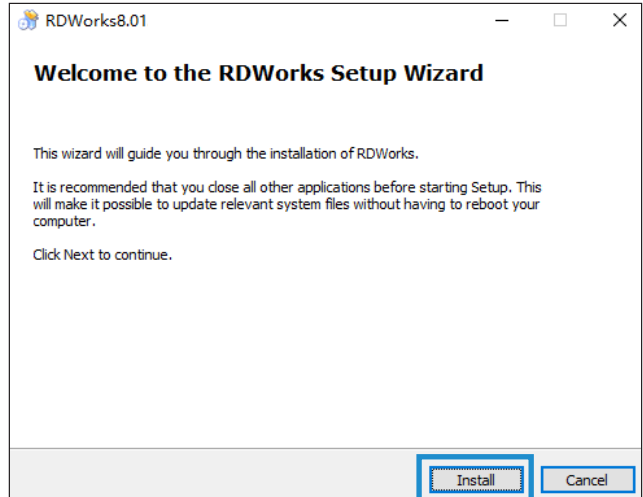 RDWorks8.01
Welcome to the RDWorks Setup Wizard
This wizard will guide you through the installation of RDWorks.
It is recommended that you close all other applications before starting Setup. This
will make it possible to update relevant system files without having to reboot your
computer.
Click Next to continue.
Install
Cancel